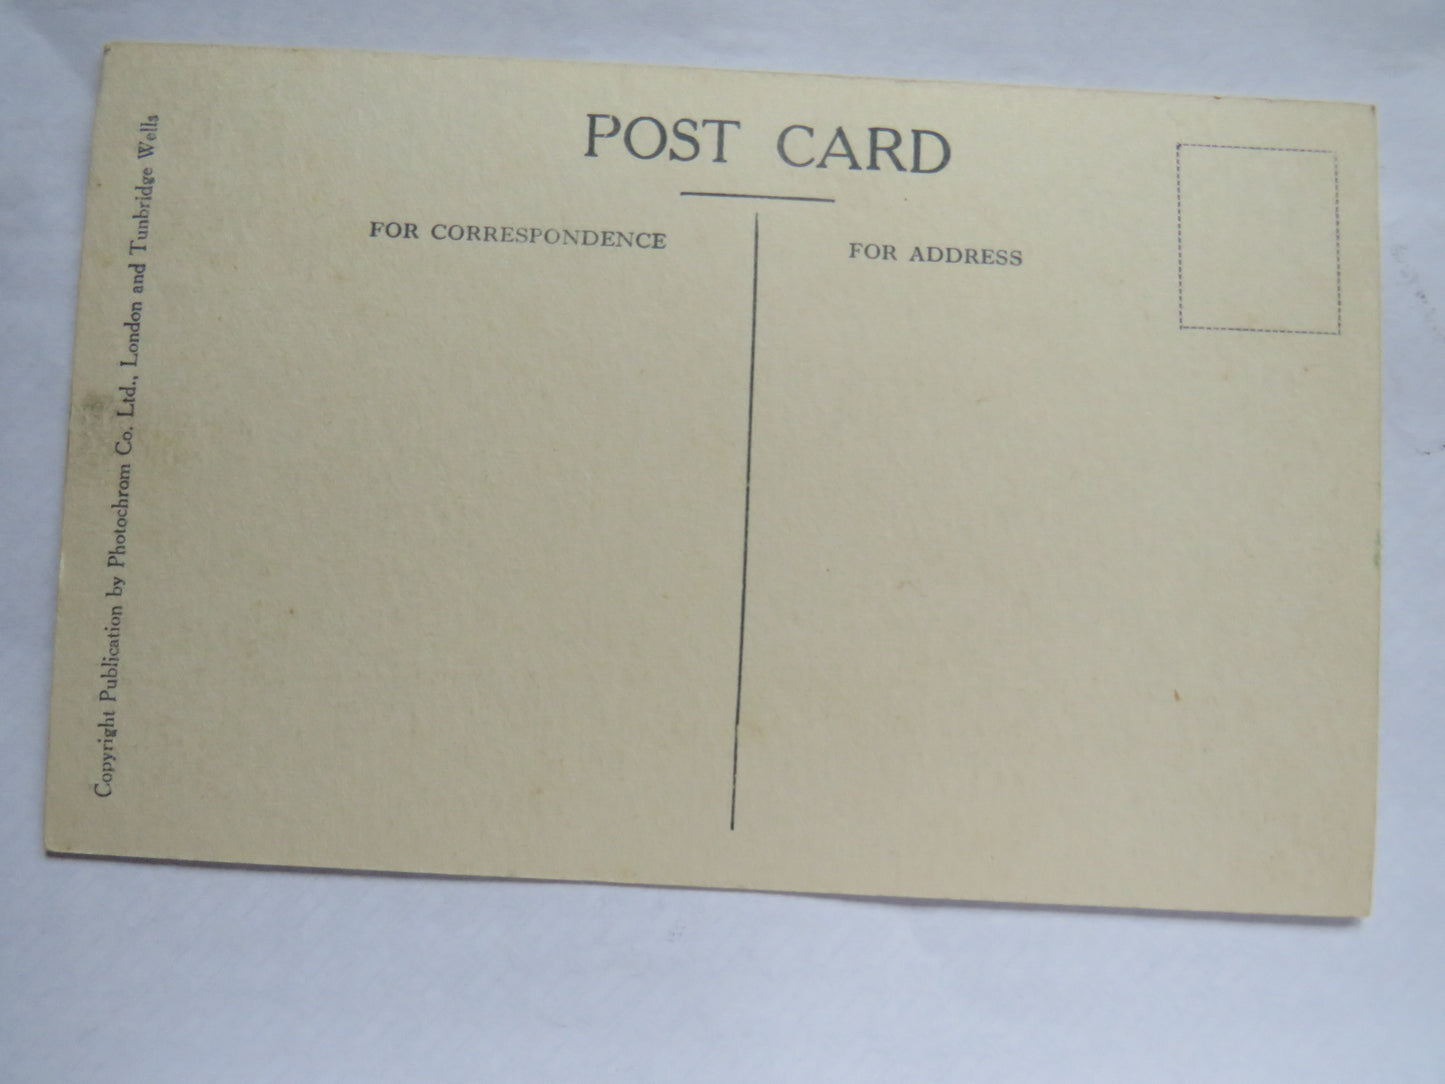 POST CARD
FOR CORRESPONDENCE
FOR ADDRESS
Copyright Publication by Photochrom Co. Ltd., London and Tunbridge Wells